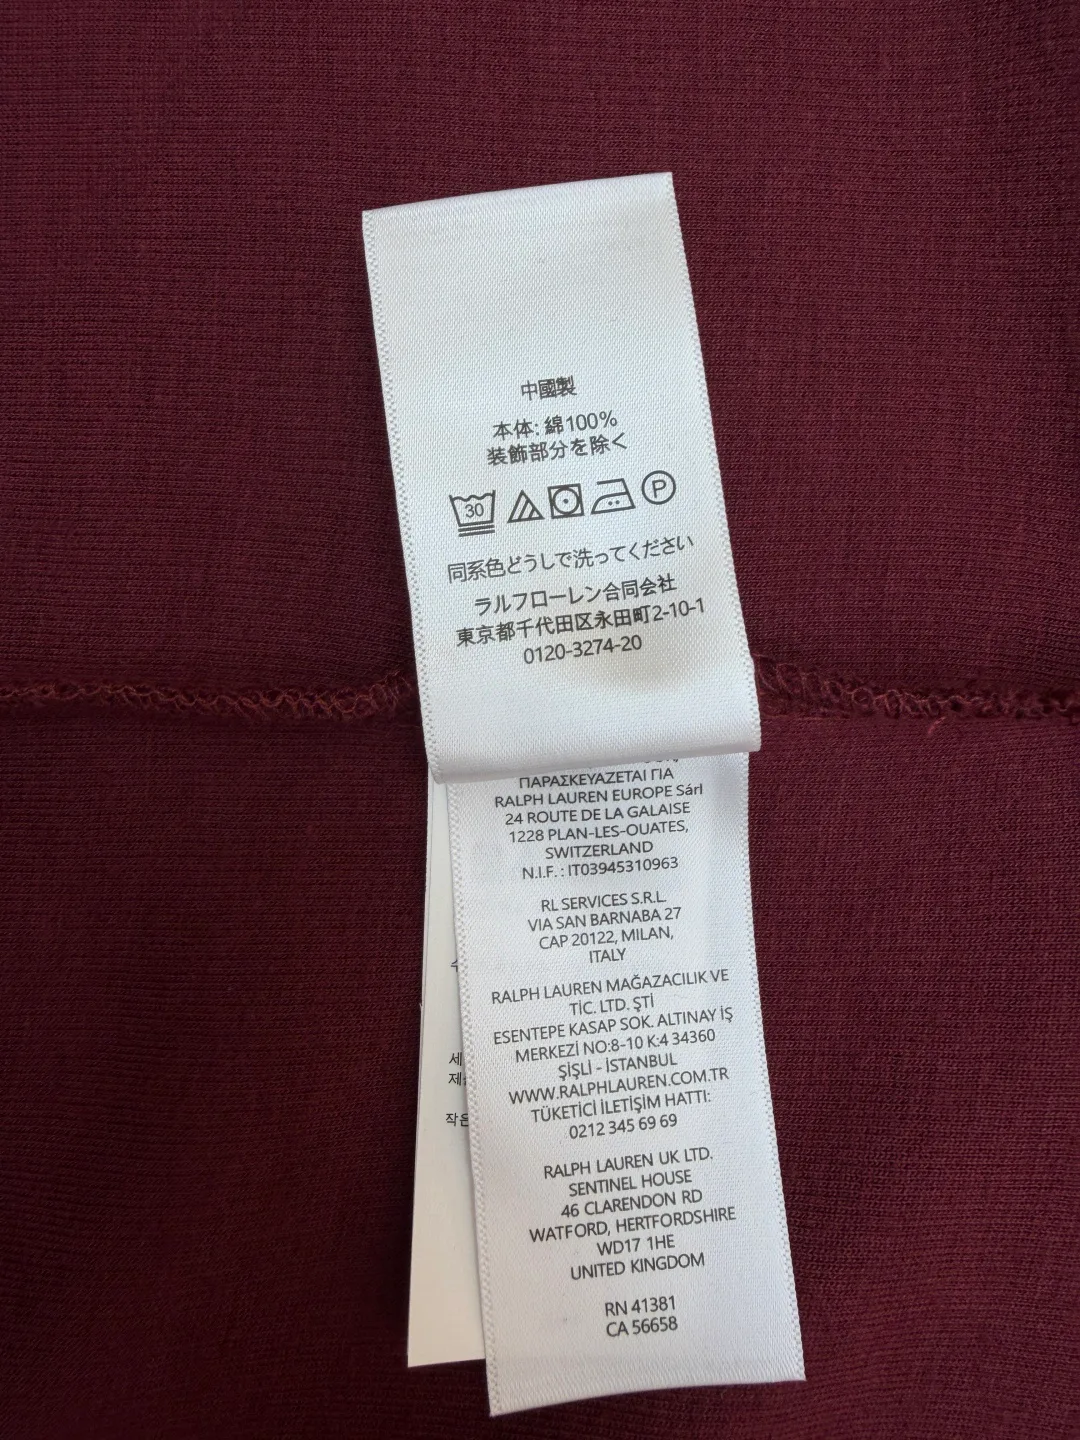 中國製
本体: 綿100%
装飾部分を除く
30
P
同系色どうしで洗ってください
ラルフローレン合同会社
東京都千代田区永田町2-10-1
0120-3274-20
ΠΑΡΑΣΚΕΥΑΖΕΤΑΙ ΓΙΑ
RALPH LAUREN EUROPE Sárl
24 ROUTE DE LA GALAISE
1228 PLAN-LES-OUATES,
SWITZERLAND
N.I.F. : IT03945310963
RL SERVICES S.R.L.
VIA SAN BARNABA 27
CAP 20122, MILAN,
ITALY
RALPH LAUREN MAĞAZACILIK VE
TİC. LTD. ŞTİ
ESENTEPE KASAP SOK. ALTINAY İŞ
MERKEZİ NO:8-10 K:4 34360
ŞİŞLİ - İSTANBUL
WWW.RALPHLAUREN.COM.TR
TÜKETİCİ İLETİŞİM HATTI:
0212 345 69 69
RALPH LAUREN UK LTD.
SENTINEL HOUSE
46 CLARENDON RD
WATFORD, HERTFORDSHIRE
WD17 1HE
UNITED KINGDOM
RN 41381
CA 56658
세
작은